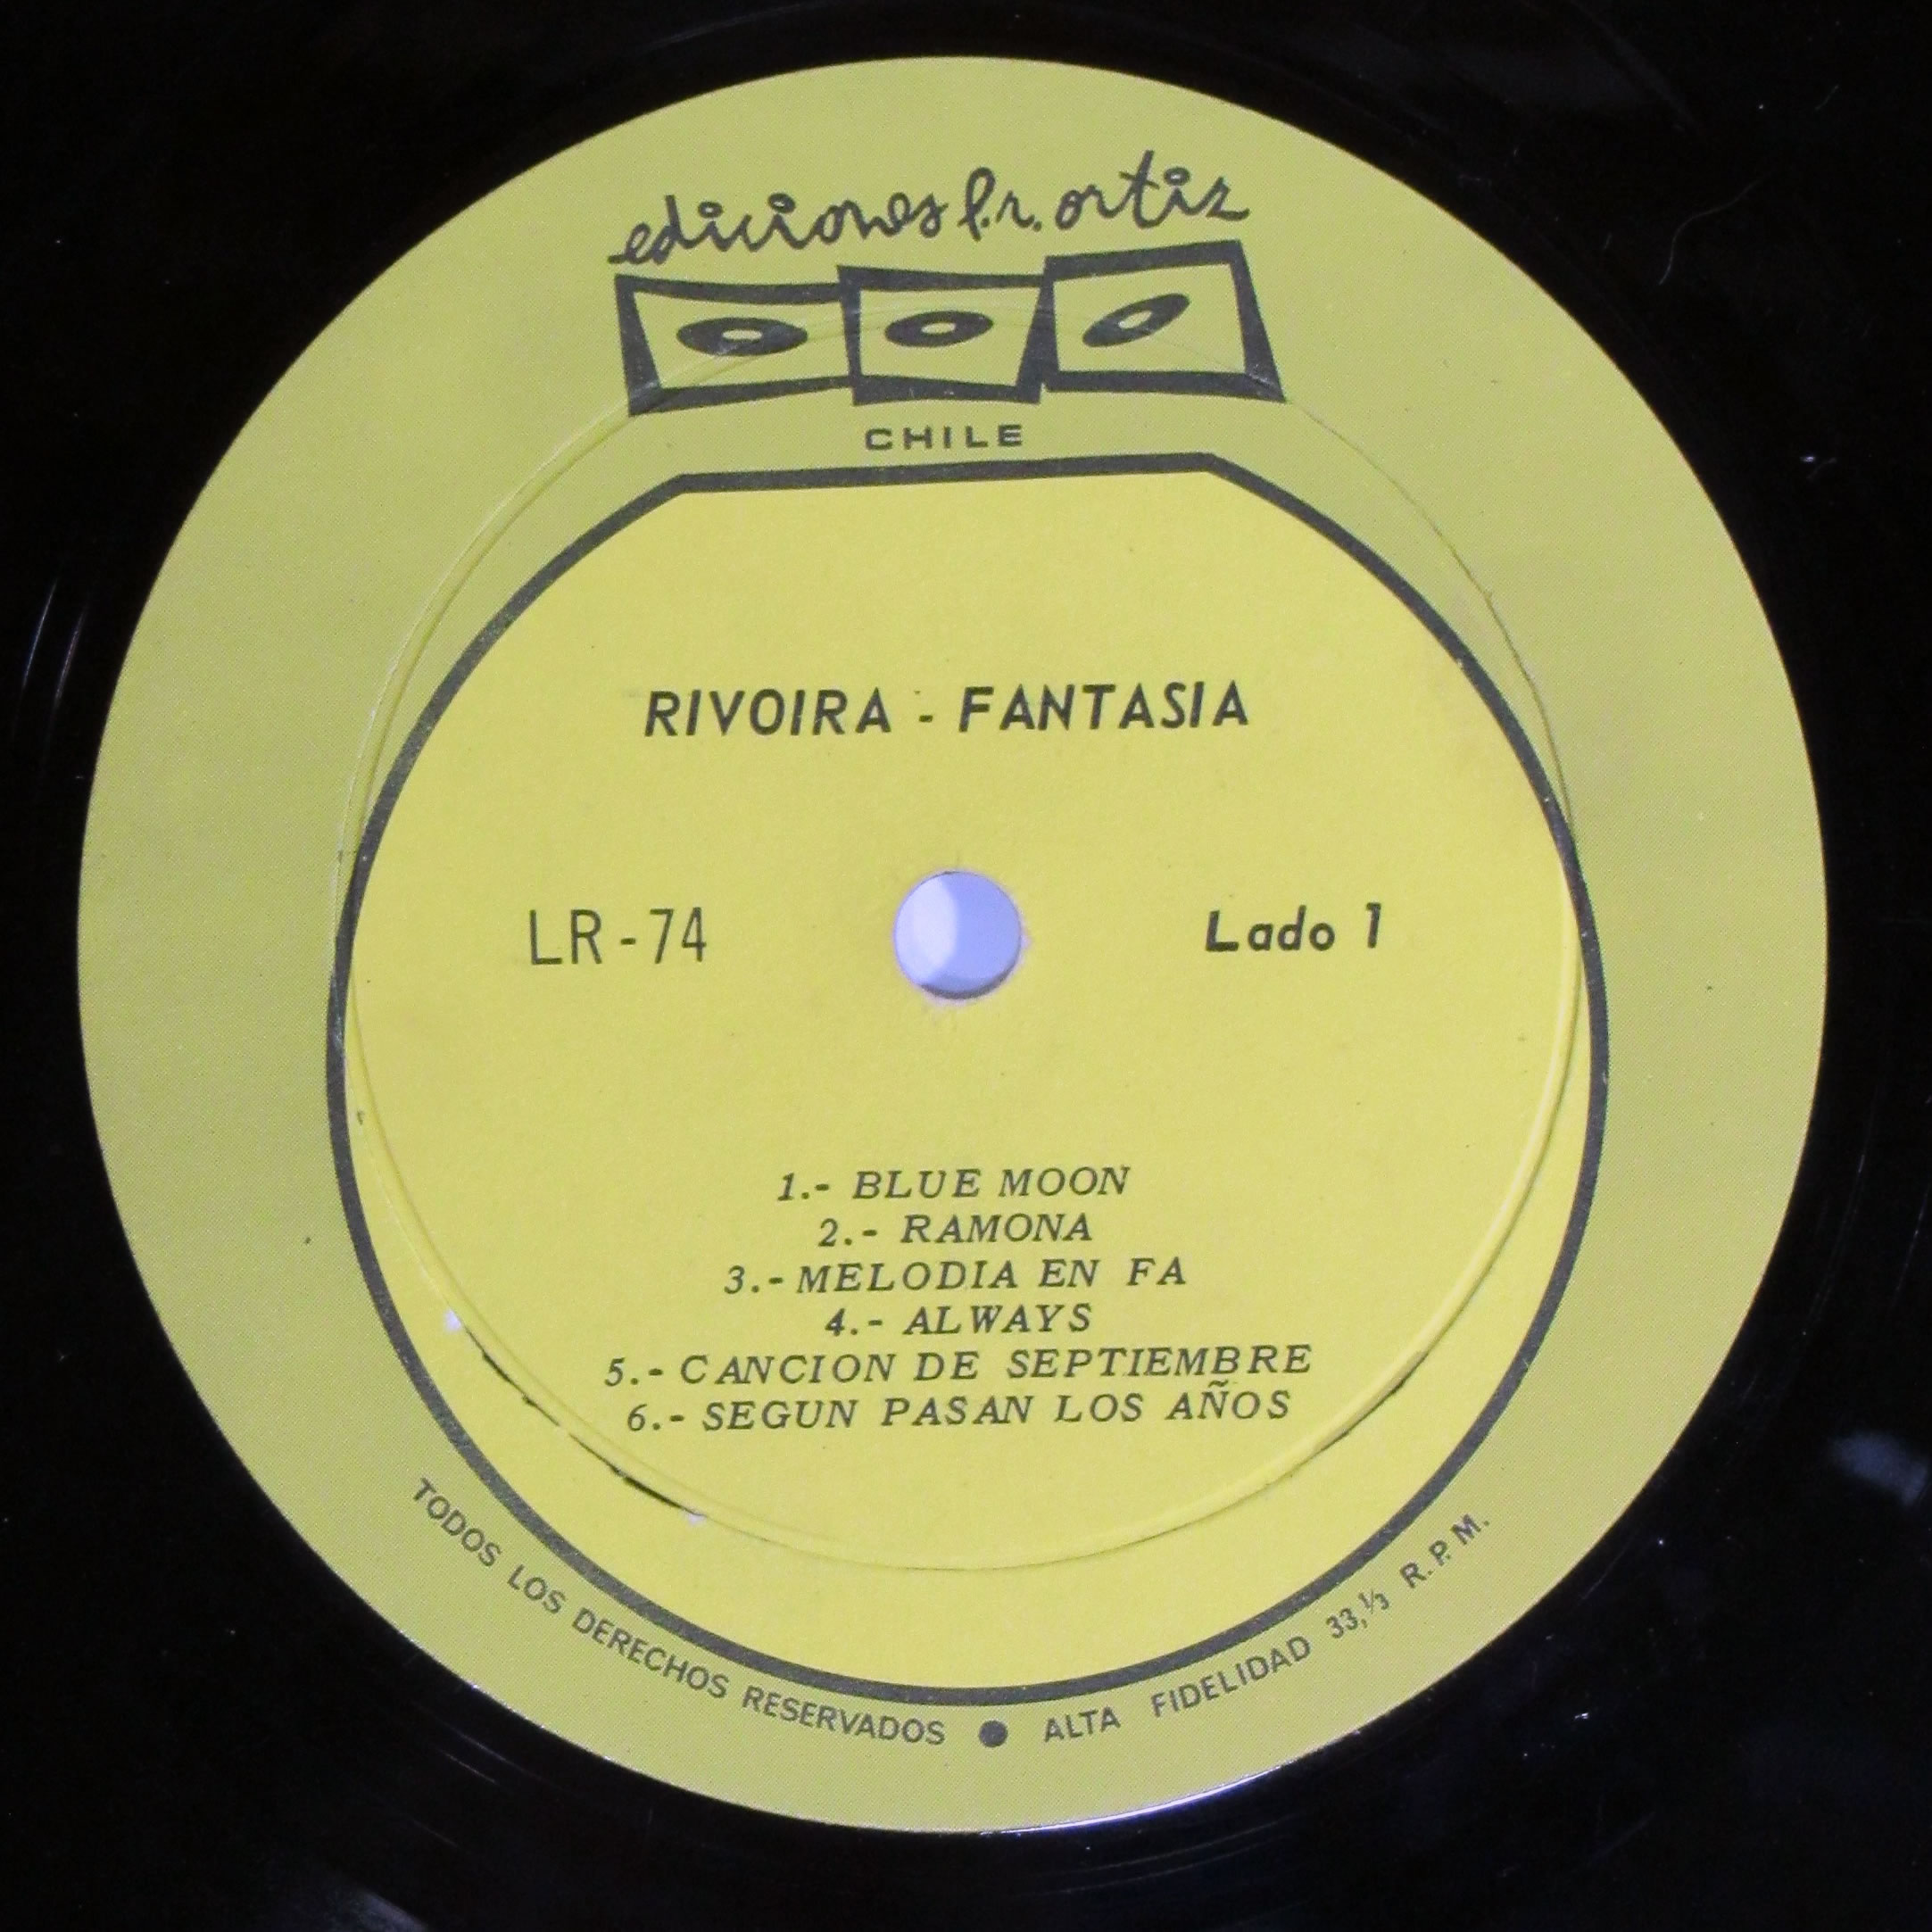 ediciones l.r. ortiz
CHILE
RIVOIRA - FANTASIA
LR - 74
Lado 1
1.- BLUE MOON
2.- RAMONA
3.- MELODIA EN FA
4.- ALWAYS
5.- CANCION DE SEPTIEMBRE
6.- SEGUN PASAN LOS AÑOS
TODOS LOS DERECHOS RESERVADOS ● ALTA FIDELIDAD 33,⅓ R.P.M.